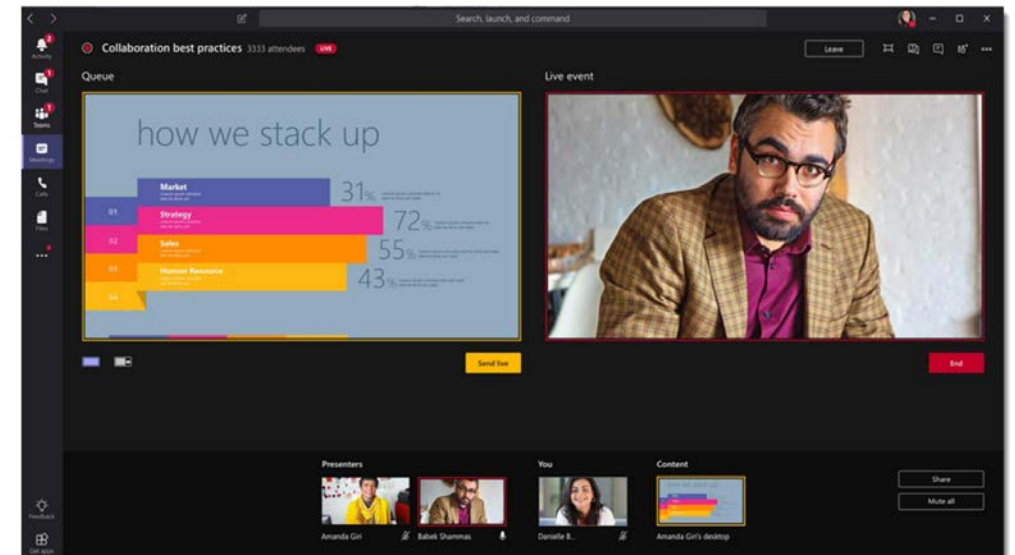 Search, launch, and command
Activity
Chat
Teams
Meetings
Calls
Files
Feedback
Get apps
2
1
1
Collaboration best practices 3333 attendees LIVE
Leave
Queue
Live event
how we stack up
Market
31%
01
Strategy
72%
02
Sales
55%
03
Human Resource
43%
04
Send live
End
Presenters
You
Content
Amanda Giri
Babek Shammas
Danielle B...
Amanda Giri's desktop
Share
Mute all